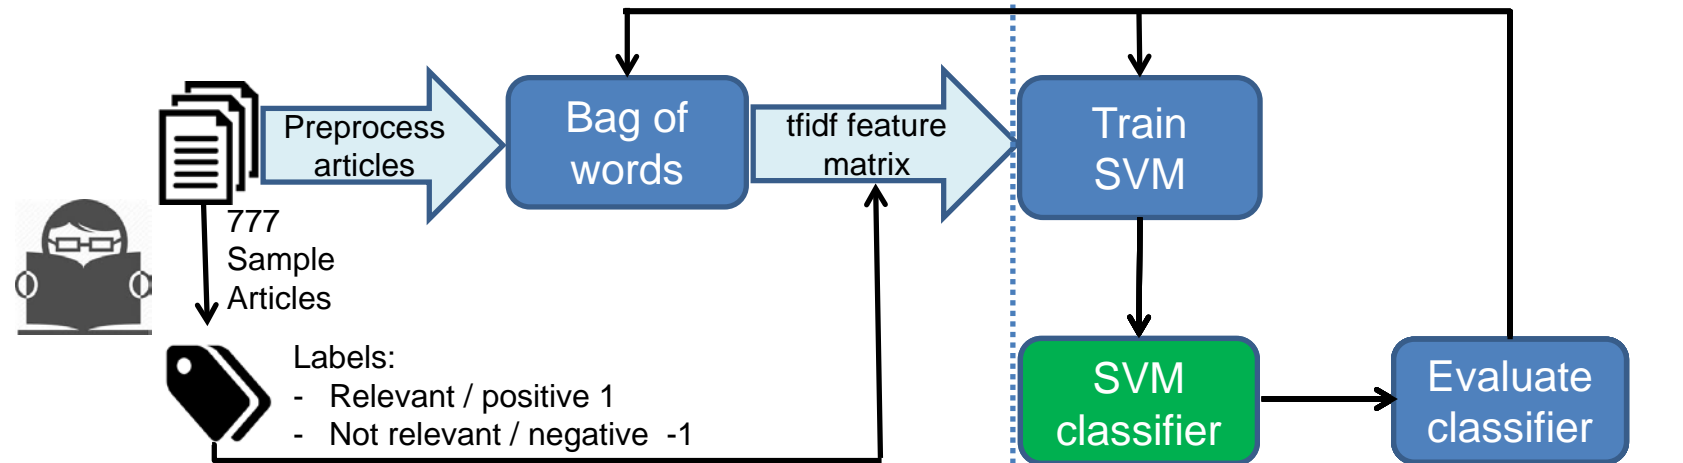 Preprocess
articles
Bag of
words
tfidf feature
matrix
Train
SVM
777
Sample
Articles
Labels:
- Relevant / positive 1
- Not relevant / negative -1
SVM
classifier
Evaluate
classifier